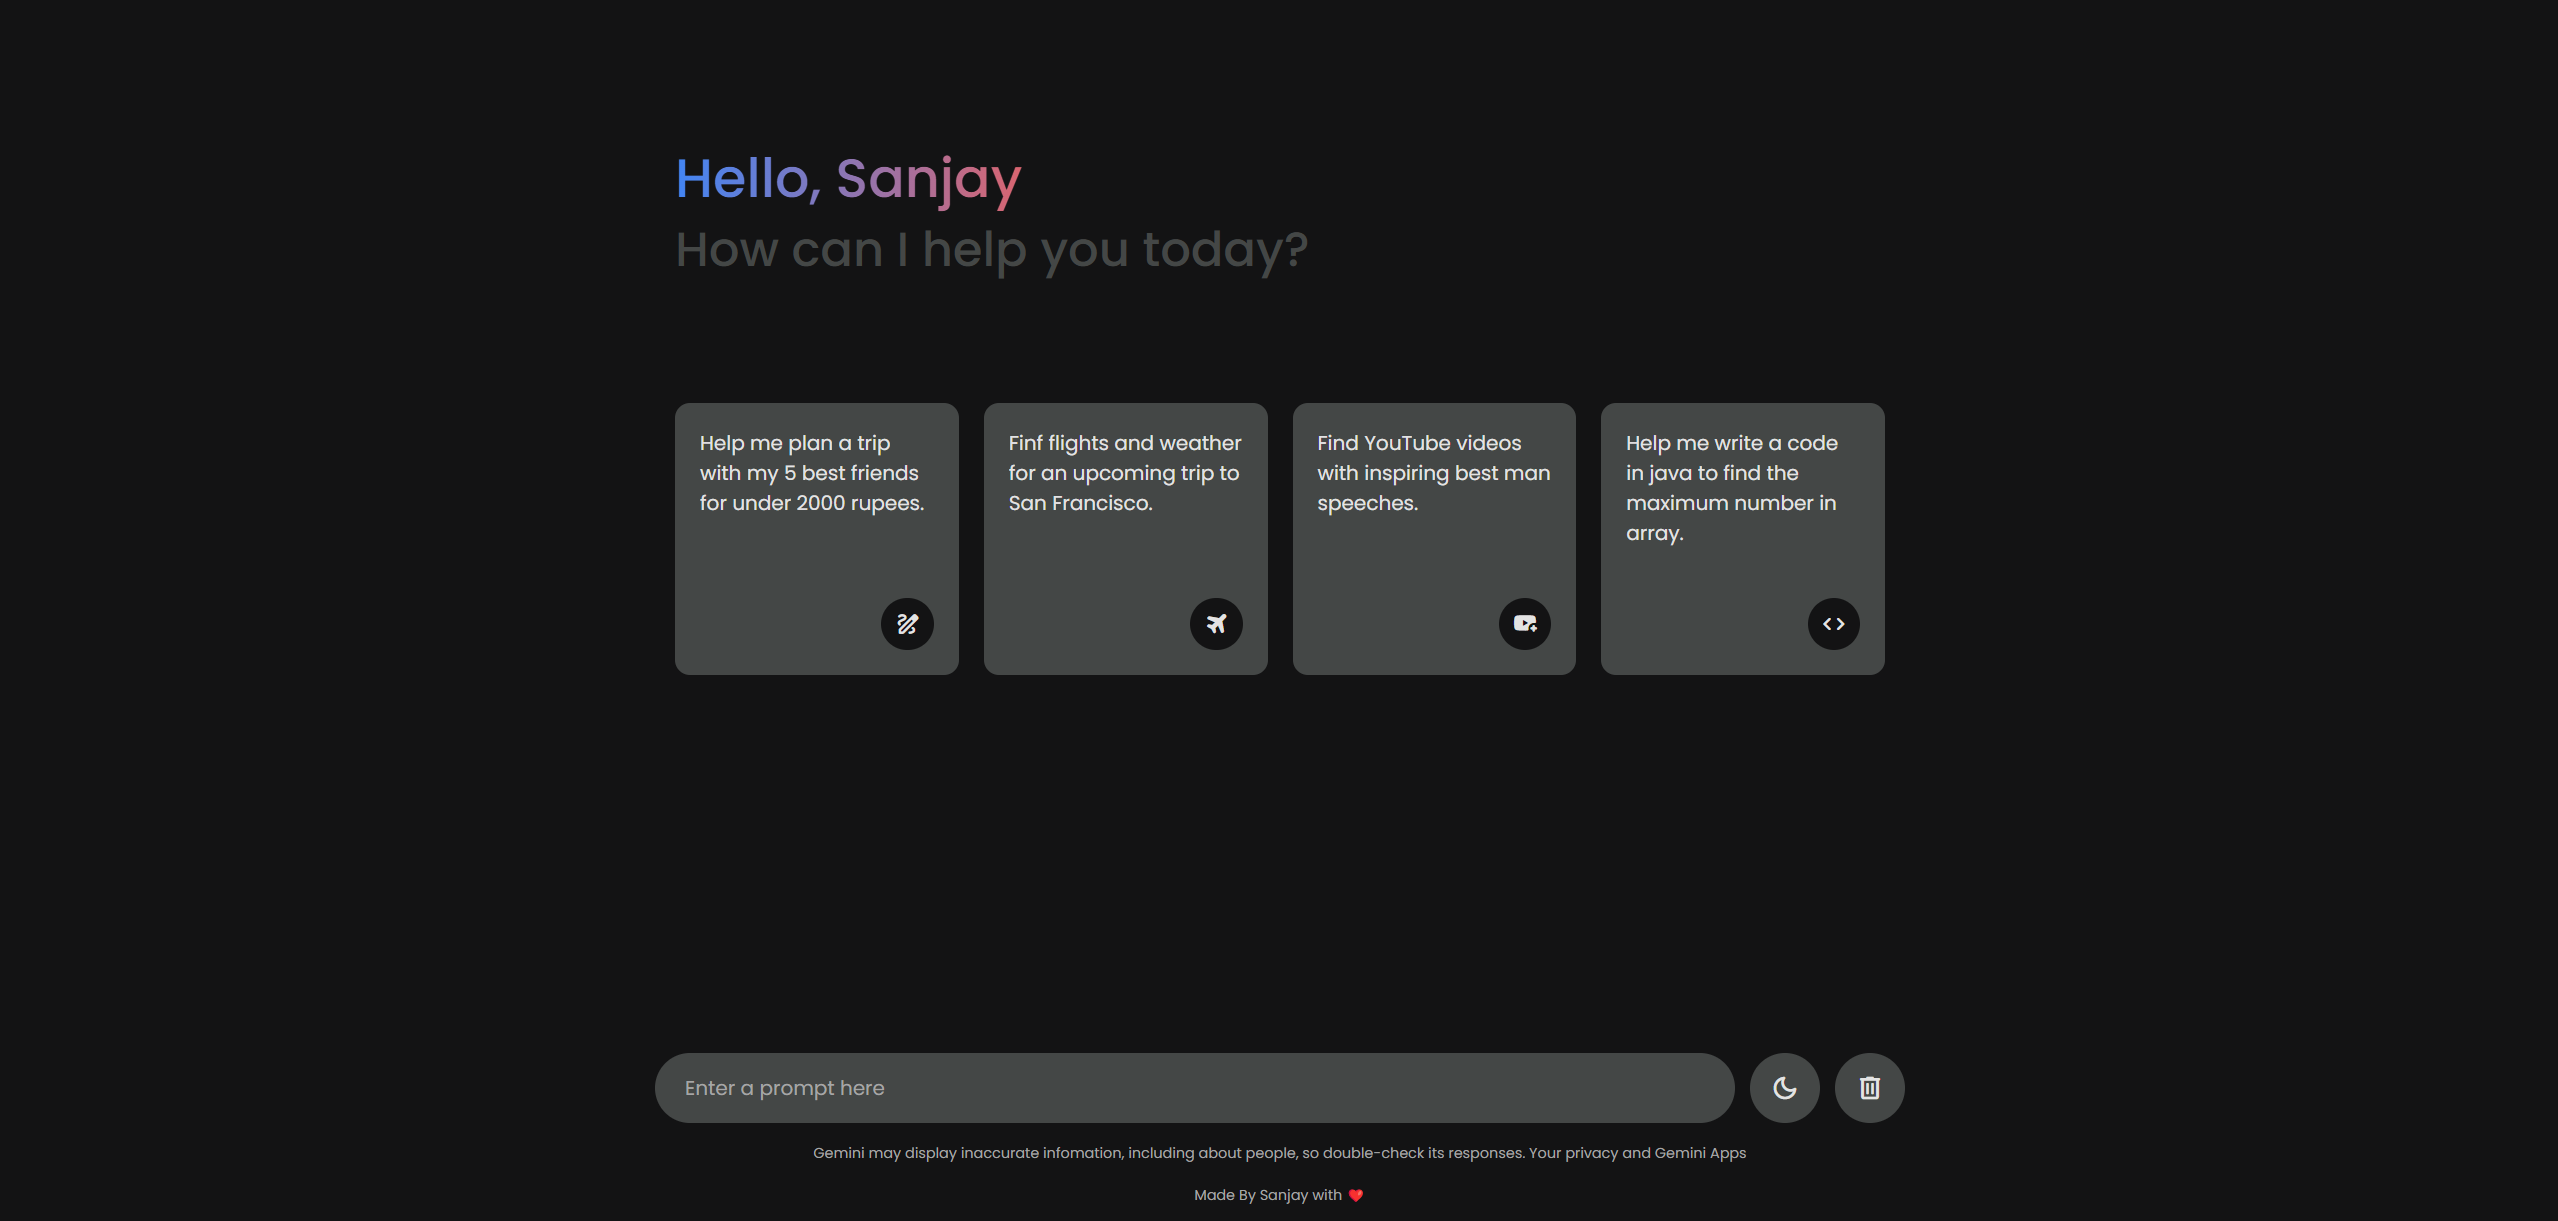 Hello, Sanjay
How can I help you today?
Help me plan a trip
with my 5 best friends
for under 2000 rupees.
Finf flights and weather
for an upcoming trip to
San Francisco.
Find YouTube videos
with inspiring best man
speeches.
Help me write a code
in java to find the
maximum number in
array.
Enter a prompt here
Gemini may display inaccurate infomation, including about people, so double-check its responses. Your privacy and Gemini Apps
Made By Sanjay with ❤️